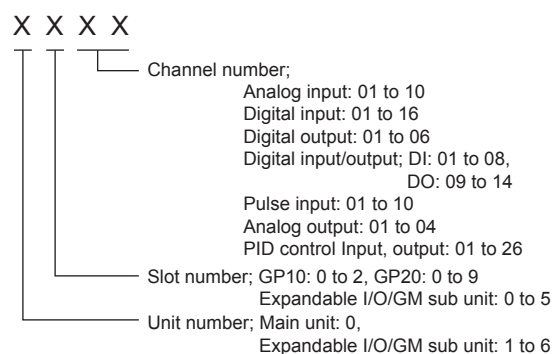 X X X X
Channel number;
Analog input: 01 to 10
Digital input: 01 to 16
Digital output: 01 to 06
Digital input/output; DI: 01 to 08,
DO: 09 to 14
Pulse input: 01 to 10
Analog output: 01 to 04
PID control Input, output: 01 to 26
Slot number; GP10: 0 to 2, GP20: 0 to 9
Expandable I/O/GM sub unit: 0 to 5
Unit number; Main unit: 0,
Expandable I/O/GM sub unit: 1 to 6